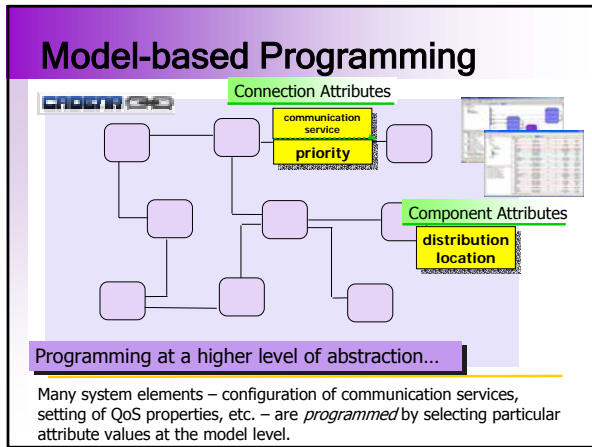 Model-based Programming
CADENA
Connection Attributes
communication
service
priority
Component Attributes
distribution
location
Programming at a higher level of abstraction…
Many system elements – configuration of communication services,
setting of QoS properties, etc. – are programmed by selecting particular
attribute values at the model level.